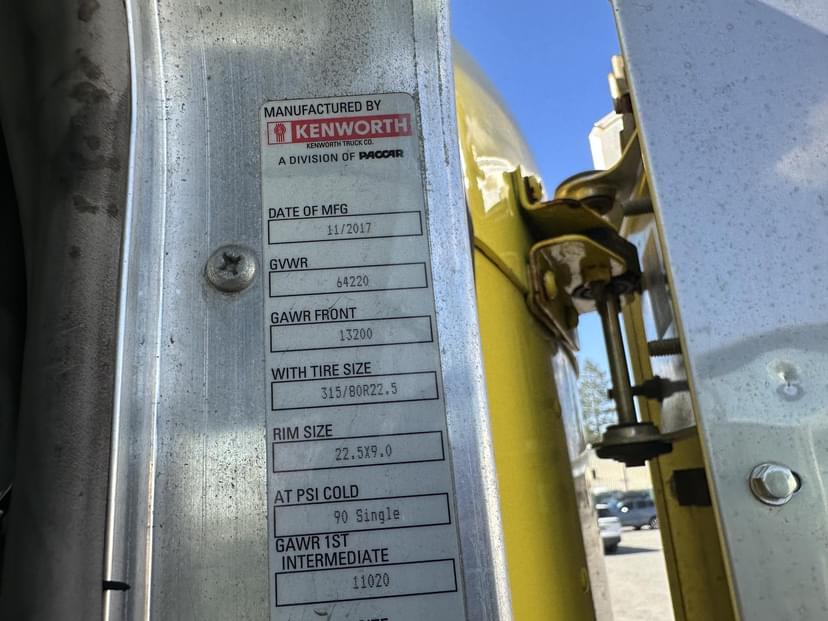 MANUFACTURED BY
KENWORTH
KENWORTH TRUCK CO.
A DIVISION OF PACCAR
DATE OF MFG
11/2017
GVWR
64220
GAWR FRONT
13200
WITH TIRE SIZE
315/80R22.5
RIM SIZE
22.5X9.0
AT PSI COLD
90 Single
GAWR 1ST
INTERMEDIATE
11020